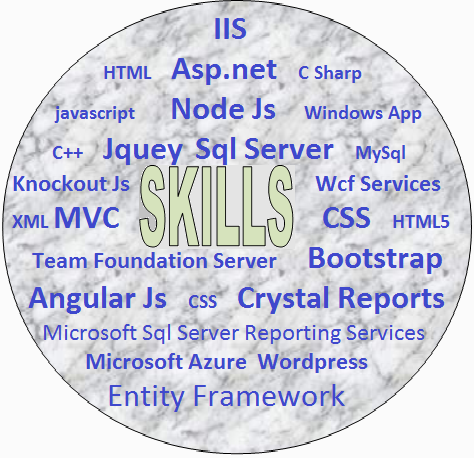 IIS
HTML Asp.net C Sharp
javascript Node Js Windows App
C++ Jquey Sql Server MySql
Knockout Js SKILLS Wcf Services
XML MVC CSS HTML5
Team Foundation Server Bootstrap
Angular Js CSS Crystal Reports
Microsoft Sql Server Reporting Services
Microsoft Azure Wordpress
Entity Framework